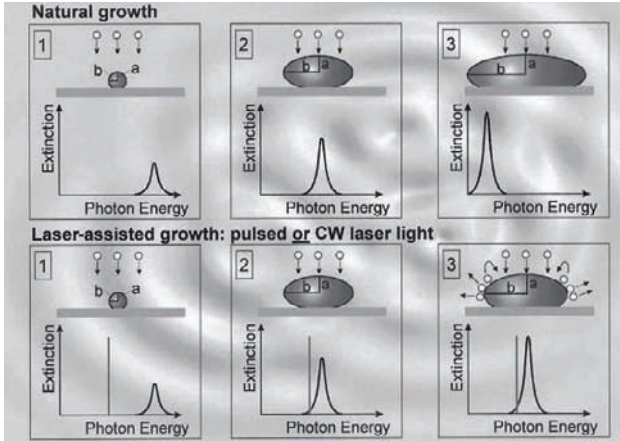 Natural growth
1
b
a
Extinction
Photon Energy
2
b
a
Extinction
Photon Energy
3
b
a
Extinction
Photon Energy
Laser-assisted growth: pulsed or CW laser light
1
b
a
Extinction
Photon Energy
2
b
a
Extinction
Photon Energy
3
b
a
Extinction
Photon Energy